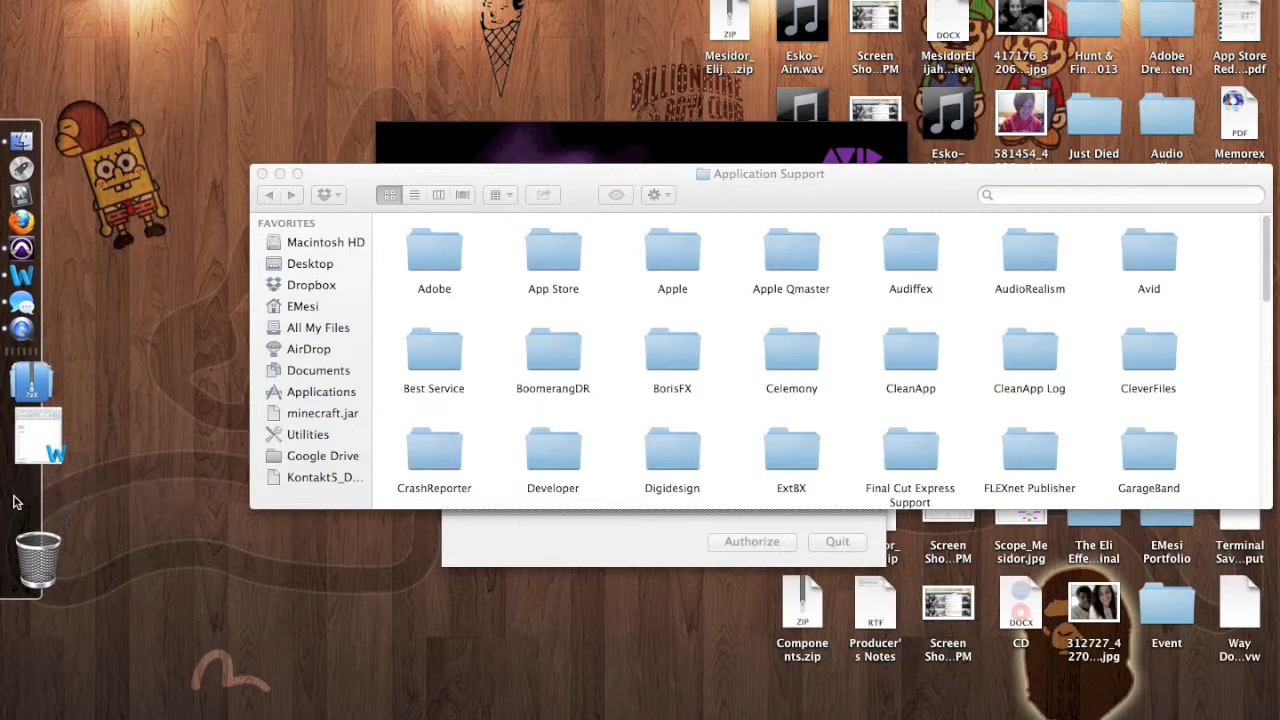 ZIP
Mesidor_
Elij....zip
Esko-
Ain.wav
Screen
Sho...PM
DOCX
MesidorEl
ijah...iew
417176_3
206...jpg
Hunt &
Fin...013
Adobe
Dre...ten]
App Store
Red...pdf
BILLIONAIRE
BOYS CLUB
Esko-
581454_4
Just Died
Audio
PDF
Memorex
AVID
Application Support
FAVORITES
Macintosh HD
Desktop
Dropbox
EMesi
All My Files
AirDrop
Documents
Applications
minecraft.jar
Utilities
Google Drive
Kontakt5_D...
Adobe
App Store
Apple
Apple Qmaster
Audiffex
AudioRealism
Avid
Best Service
BoomerangDR
BorisFX
Celemony
CleanApp
CleanApp Log
CleverFiles
CrashReporter
Developer
Digidesign
ExtBX
Final Cut Express
Support
FLEXnet Publisher
GarageBand
7zX
Authorize
Quit
Screen
Sho...PM
Scope_Me
sidor.jpg
The Eli
Effe...inal
EMesi
Portfolio
Terminal
Sav...put
ZIP
Compone
nts.zip
RTF
Producer'
s Notes
Screen
Sho...PM
DOCX
CD
312727_4
270...jpg
Event
Way
Do...vw